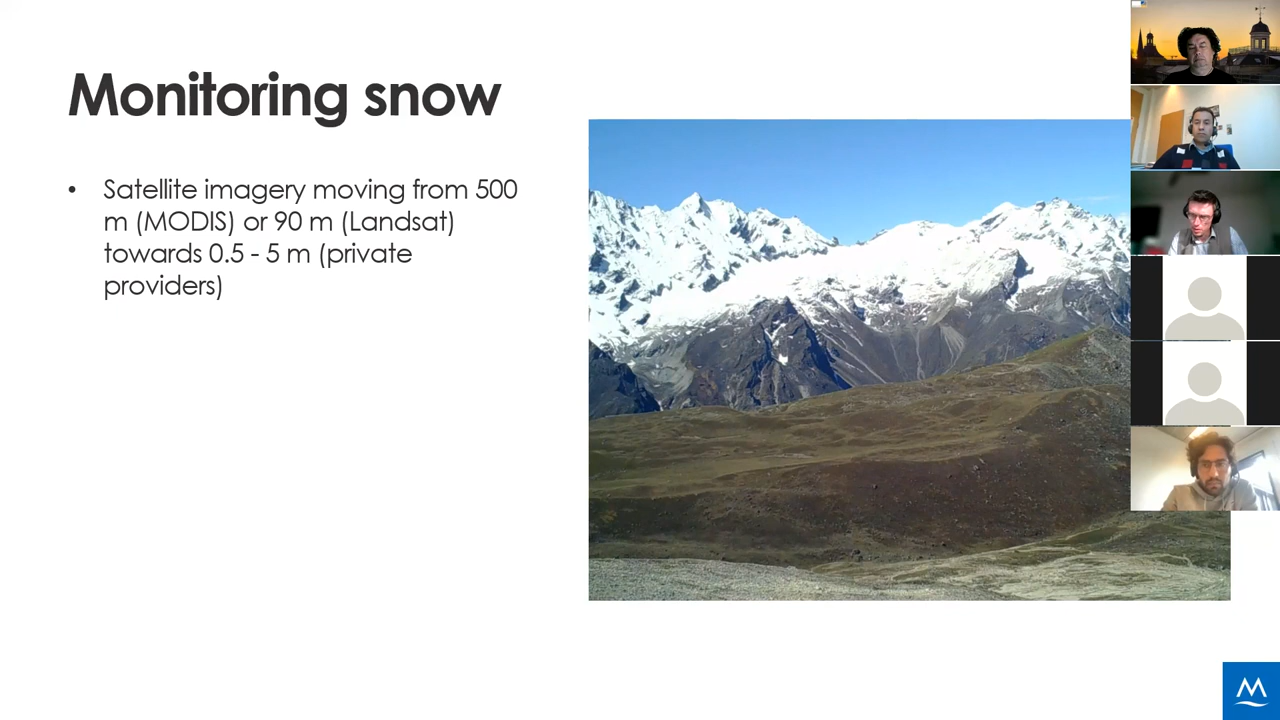 Monitoring snow
• Satellite imagery moving from 500
m (MODIS) or 90 m (Landsat)
towards 0.5 - 5 m (private
providers)